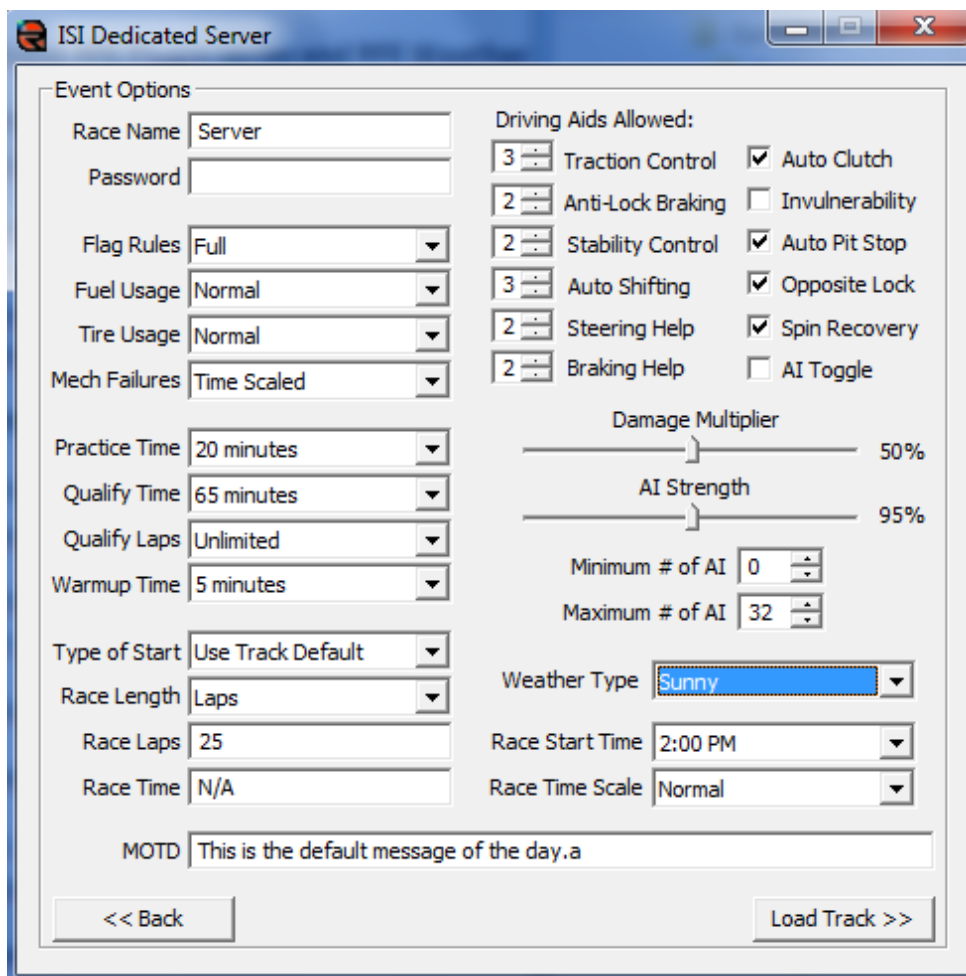 ISI Dedicated Server
Event Options
Race Name Server
Password
Flag Rules Full
Fuel Usage Normal
Tire Usage Normal
Mech Failures Time Scaled
Practice Time 20 minutes
Qualify Time 65 minutes
Qualify Laps Unlimited
Warmup Time 5 minutes
Type of Start Use Track Default
Race Length Laps
Race Laps 25
Race Time N/A
Driving Aids Allowed:
3 Traction Control Auto Clutch
2 Anti-Lock Braking Invulnerability
2 Stability Control Auto Pit Stop
3 Auto Shifting Opposite Lock
2 Steering Help Spin Recovery
2 Braking Help AI Toggle
Damage Multiplier
50%
AI Strength
95%
Minimum # of AI 0
Maximum # of AI 32
Weather Type Sunny
Race Start Time 2:00 PM
Race Time Scale Normal
MOTD This is the default message of the day.a
<< Back
Load Track >>